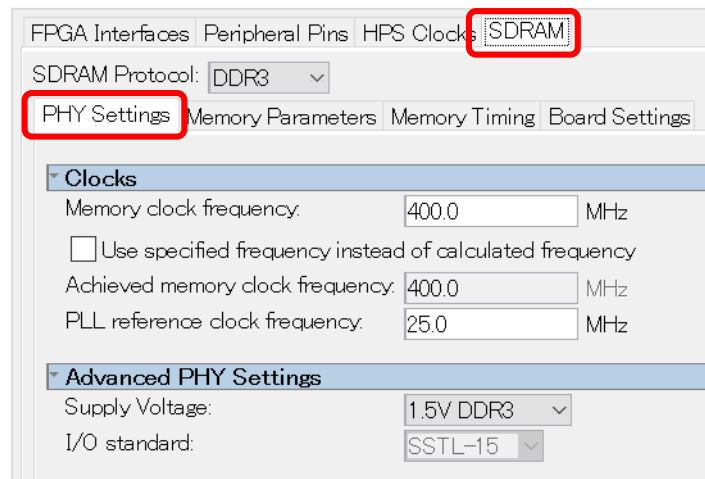 FPGA Interfaces Peripheral Pins HPS Clocks SDRAM
SDRAM Protocol: DDR3
PHY Settings Memory Parameters Memory Timing Board Settings
Clocks
Memory clock frequency: 400.0 MHz
Use specified frequency instead of calculated frequency
Achieved memory clock frequency: 400.0 MHz
PLL reference clock frequency: 25.0 MHz
Advanced PHY Settings
Supply Voltage: 1.5V DDR3
I/O standard: SSTL-15